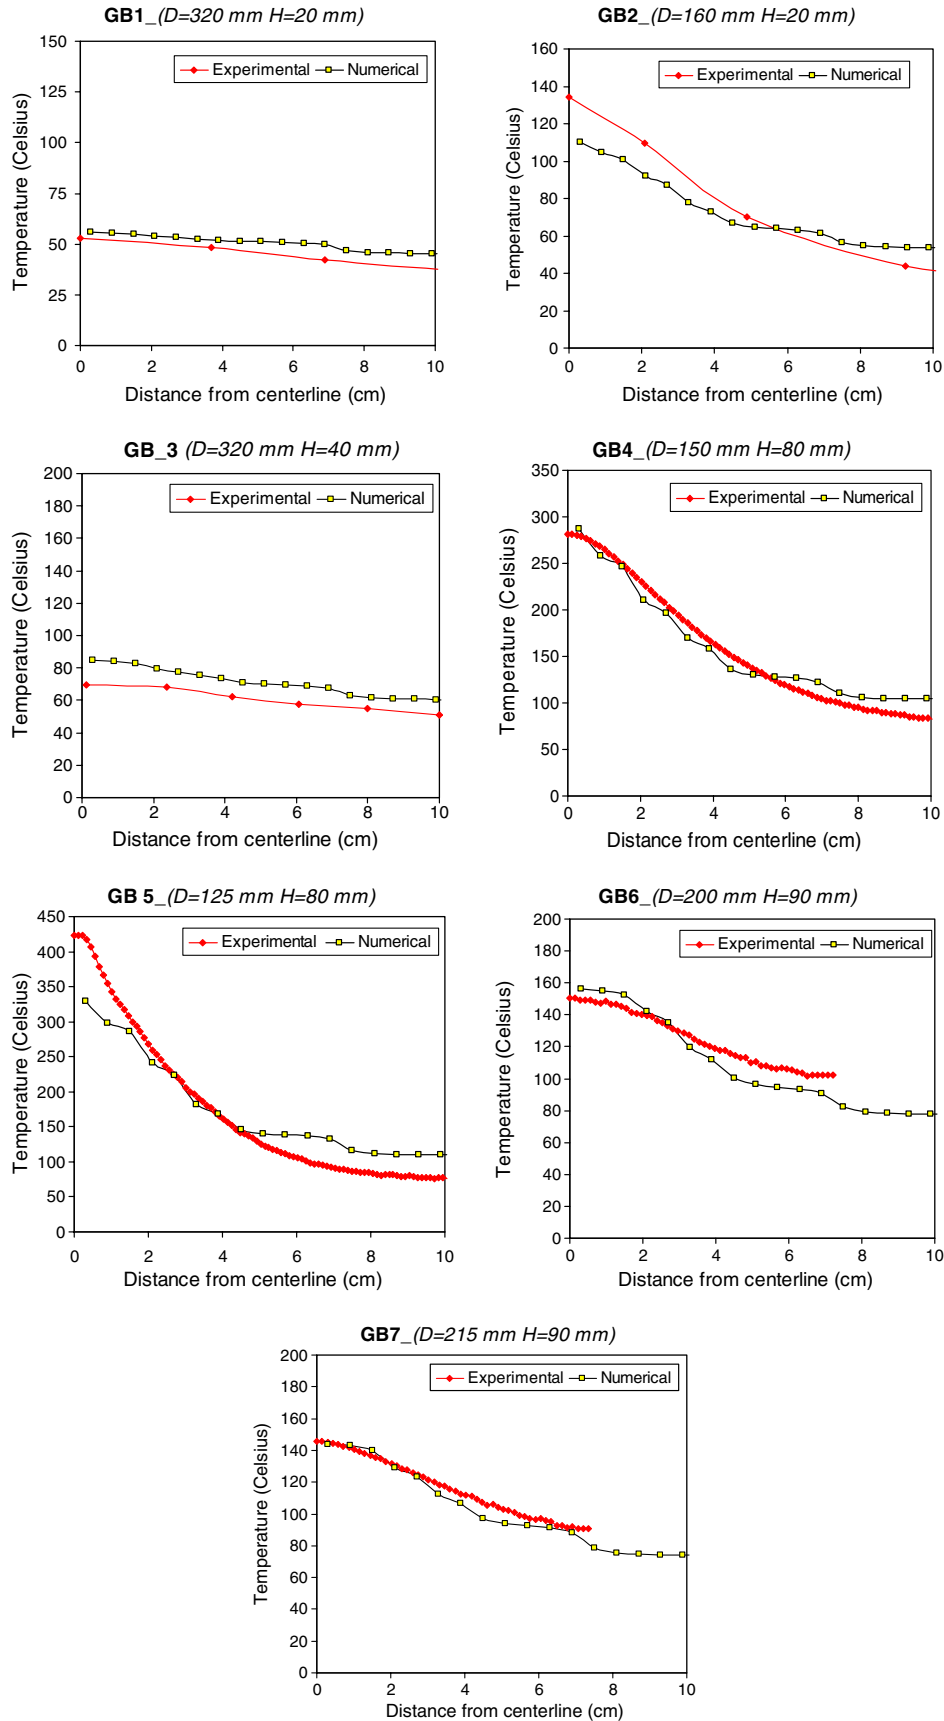 GB1_(D=320 mm H=20 mm)
Temperature (Celsius)
150
125
100
75
50
25
0
Experimental Numerical
0 2 4 6 8 10
Distance from centerline (cm)
GB2_(D=160 mm H=20 mm)
Temperature (Celsius)
160
140
120
100
80
60
40
20
0
Experimental Numerical
0 2 4 6 8 10
Distance from centerline (cm)
GB_3 (D=320 mm H=40 mm)
Temperature (Celsius)
200
180
160
140
120
100
80
60
40
20
0
Experimental Numerical
0 2 4 6 8 10
Distance from centerline (cm)
GB4_(D=150 mm H=80 mm)
Temperature (Celsius)
350
300
250
200
150
100
50
0
Experimental Numerical
0 2 4 6 8 10
Distance from centerline (cm)
GB 5_(D=125 mm H=80 mm)
Temperature (Celsius)
450
400
350
300
250
200
150
100
50
0
Experimental Numerical
0 2 4 6 8 10
Distance from centerline (cm)
GB6_(D=200 mm H=90 mm)
Temperature (Celsius)
200
180
160
140
120
100
80
60
40
20
0
Experimental Numerical
0 2 4 6 8 10
Distance from centerline (cm)
GB7_(D=215 mm H=90 mm)
Temperature (Celsius)
200
180
160
140
120
100
80
60
40
20
0
Experimental Numerical
0 2 4 6 8 10
Distance from centerline (cm)